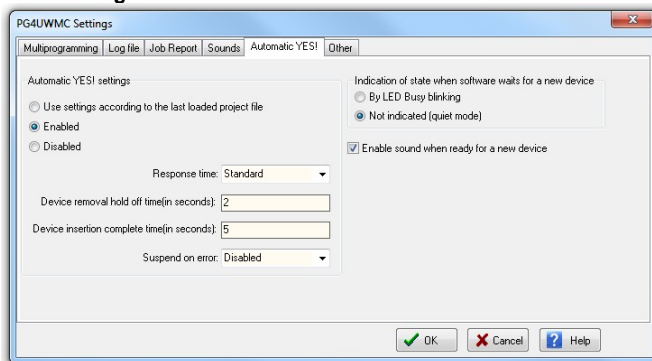 PG4UWMC Settings
Multiprogramming Log file Job Report Sounds Automatic YES! Other
Automatic YES! settings
Use settings according to the last loaded project file
Enabled
Disabled
Response time: Standard
Device removal hold off time(in seconds): 2
Device insertion complete time(in seconds): 5
Suspend on error: Disabled
Indication of state when software waits for a new device
By LED Busy blinking
Not indicated (quiet mode)
Enable sound when ready for a new device
OK Cancel Help